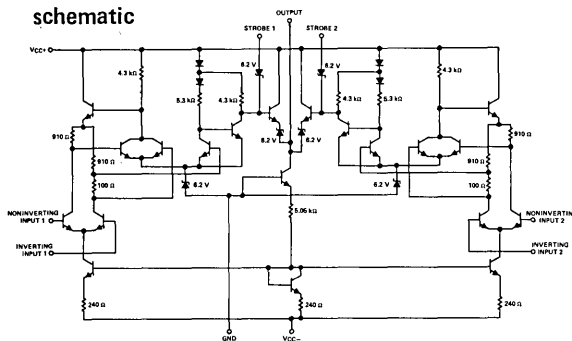 schematic
OUTPUT
STROBE 1
STROBE 2
VCC+
4.3 kΩ
5.3 kΩ
4.3 kΩ
6.2 V
6.2 V
4.3 kΩ
5.3 kΩ
4.3 kΩ
6.2 V
6.2 V
910 Ω
910 Ω
100 Ω
6.2 V
6.2 V
910 Ω
910 Ω
100 Ω
5.05 kΩ
NONINVERTING
INPUT 1
INVERTING
INPUT 1
NONINVERTING
INPUT 2
INVERTING
INPUT 2
240 Ω
240 Ω
240 Ω
GND
VCC−